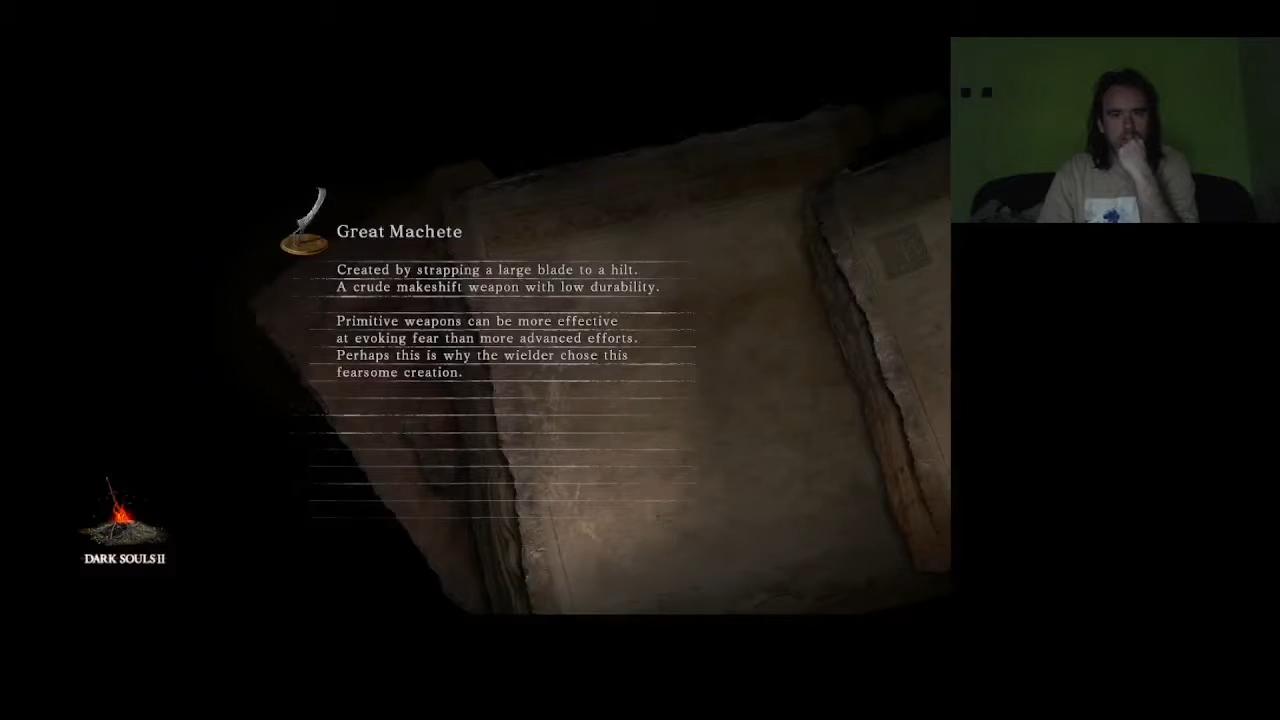 Great Machete
Created by strapping a large blade to a hilt.
A crude makeshift weapon with low durability.
Primitive weapons can be more effective
at evoking fear than more advanced efforts.
Perhaps this is why the wielder chose this
fearsome creation.
DARK SOULS II